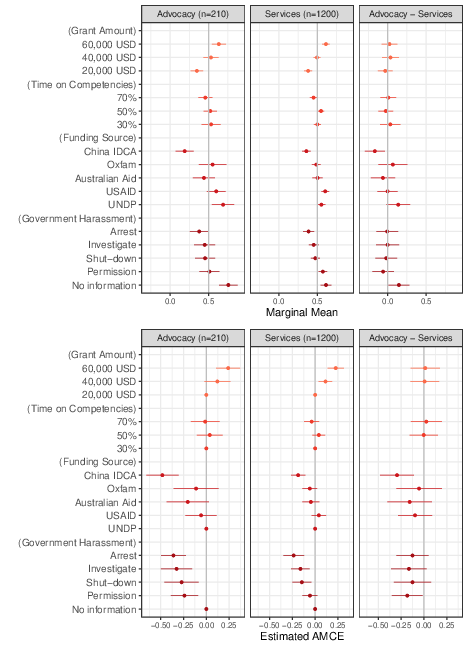 Advocacy (n=210) Services (n=1200) Advocacy − Services
(Grant Amount)
60,000 USD
40,000 USD
20,000 USD
(Time on Competencies)
70%
50%
30%
(Funding Source)
China IDCA
Oxfam
Australian Aid
USAID
UNDP
(Government Harassment)
Arrest
Investigate
Shut−down
Permission
No information
0.0 0.5 0.0 0.5 0.0 0.5
Marginal Mean
Advocacy (n=210) Services (n=1200) Advocacy − Services
(Grant Amount)
60,000 USD
40,000 USD
20,000 USD
(Time on Competencies)
70%
50%
30%
(Funding Source)
China IDCA
Oxfam
Australian Aid
USAID
UNDP
(Government Harassment)
Arrest
Investigate
Shut−down
Permission
No information
−0.50 −0.25 0.00 0.25 −0.50 −0.25 0.00 0.25 −0.50 −0.25 0.00 0.25
Estimated AMCE